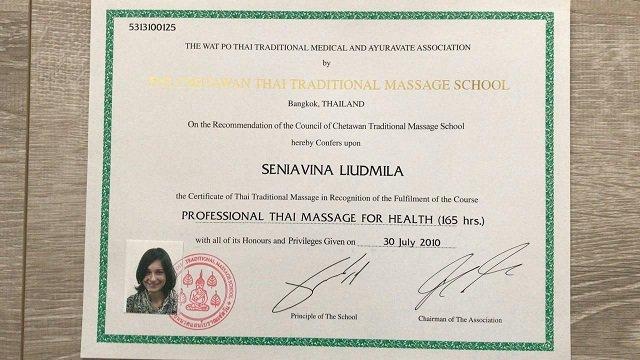 5313100125
THE WAT PO THAI TRADITIONAL MEDICAL AND AYURAVATE ASSOCIATION
by
CHETAWAN THAI TRADITIONAL MASSAGE SCHOOL
Bangkok, THAILAND
On the Recommendation of the Council of Chetawan Traditional Massage School
hereby Confers upon
SENIAVINA LIUDMILA
the Certificate of Thai Traditional Massage in Recognition of the Fulfilment of the Course
PROFESSIONAL THAI MASSAGE FOR HEALTH (165 hrs.)
with all of its Honours and Privileges Given on 30 July 2010
TRADITIONAL MASSAGE SCHOOL
Principle of The School
Chairman of The Association